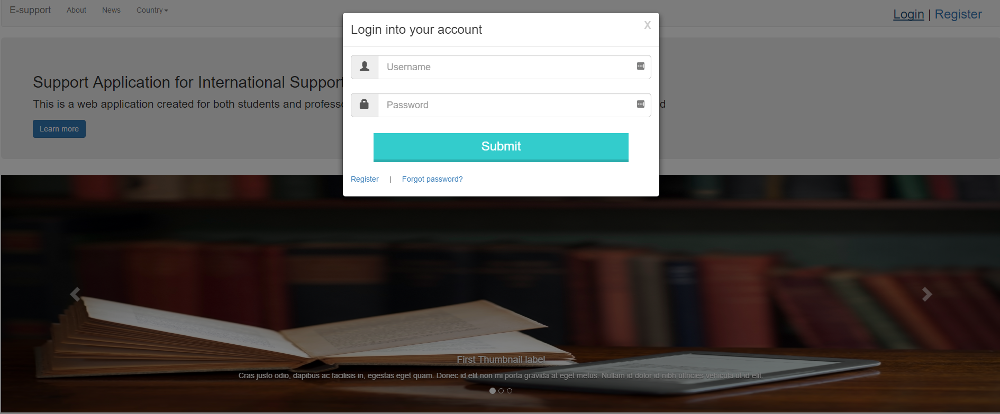 E-support About News Country
Login | Register
Login into your account
X
Username
Password
Submit
Register | Forgot password?
Support Application for International Support
This is a web application created for both students and profess
d
Learn more
First Thumbnail label
Cras justo odio, dapibus ac facilisis in, egestas eget quam. Donec id elit non mi porta gravida at eget metus. Nullam id dolor id nibh ultricies vehicula ut id elit.